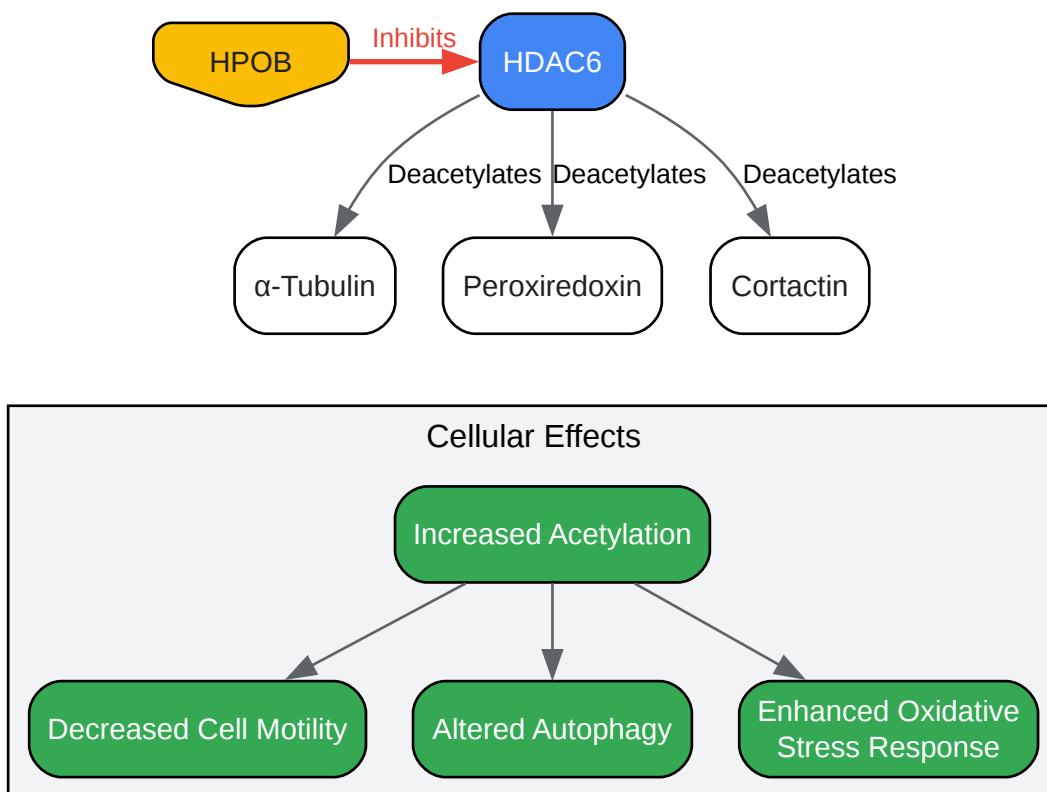 Inhibits
HPOB
HDAC6
Deacetylates
Deacetylates
Deacetylates
α-Tubulin
Peroxiredoxin
Cortactin
Cellular Effects
Increased Acetylation
Decreased Cell Motility
Altered Autophagy
Enhanced Oxidative
Stress Response